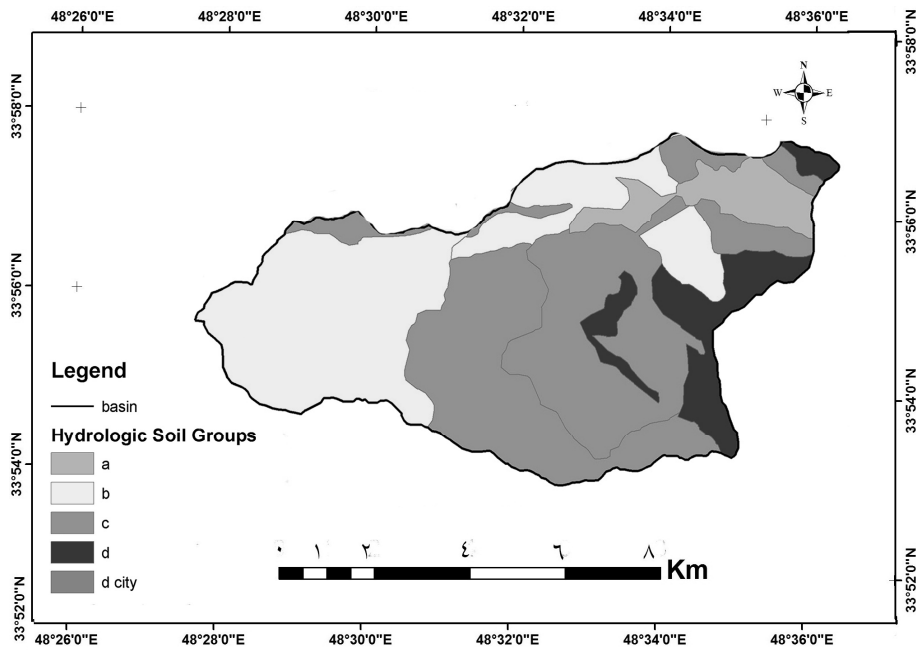 48°26'0"E 48°28'0"E 48°30'0"E 48°32'0"E 48°34'0"E 48°36'0"E
33°58'0"N
33°56'0"N
33°54'0"N
33°52'0"N
N
W E
S
33°58'0"N
33°56'0"N
33°54'0"N
33°52'0"N
Legend
basin
Hydrologic Soil Groups
a
b
c
d
d city
٠ ١ ٢ ٤ ٦ ٨
Km
48°26'0"E 48°28'0"E 48°30'0"E 48°32'0"E 48°34'0"E 48°36'0"E